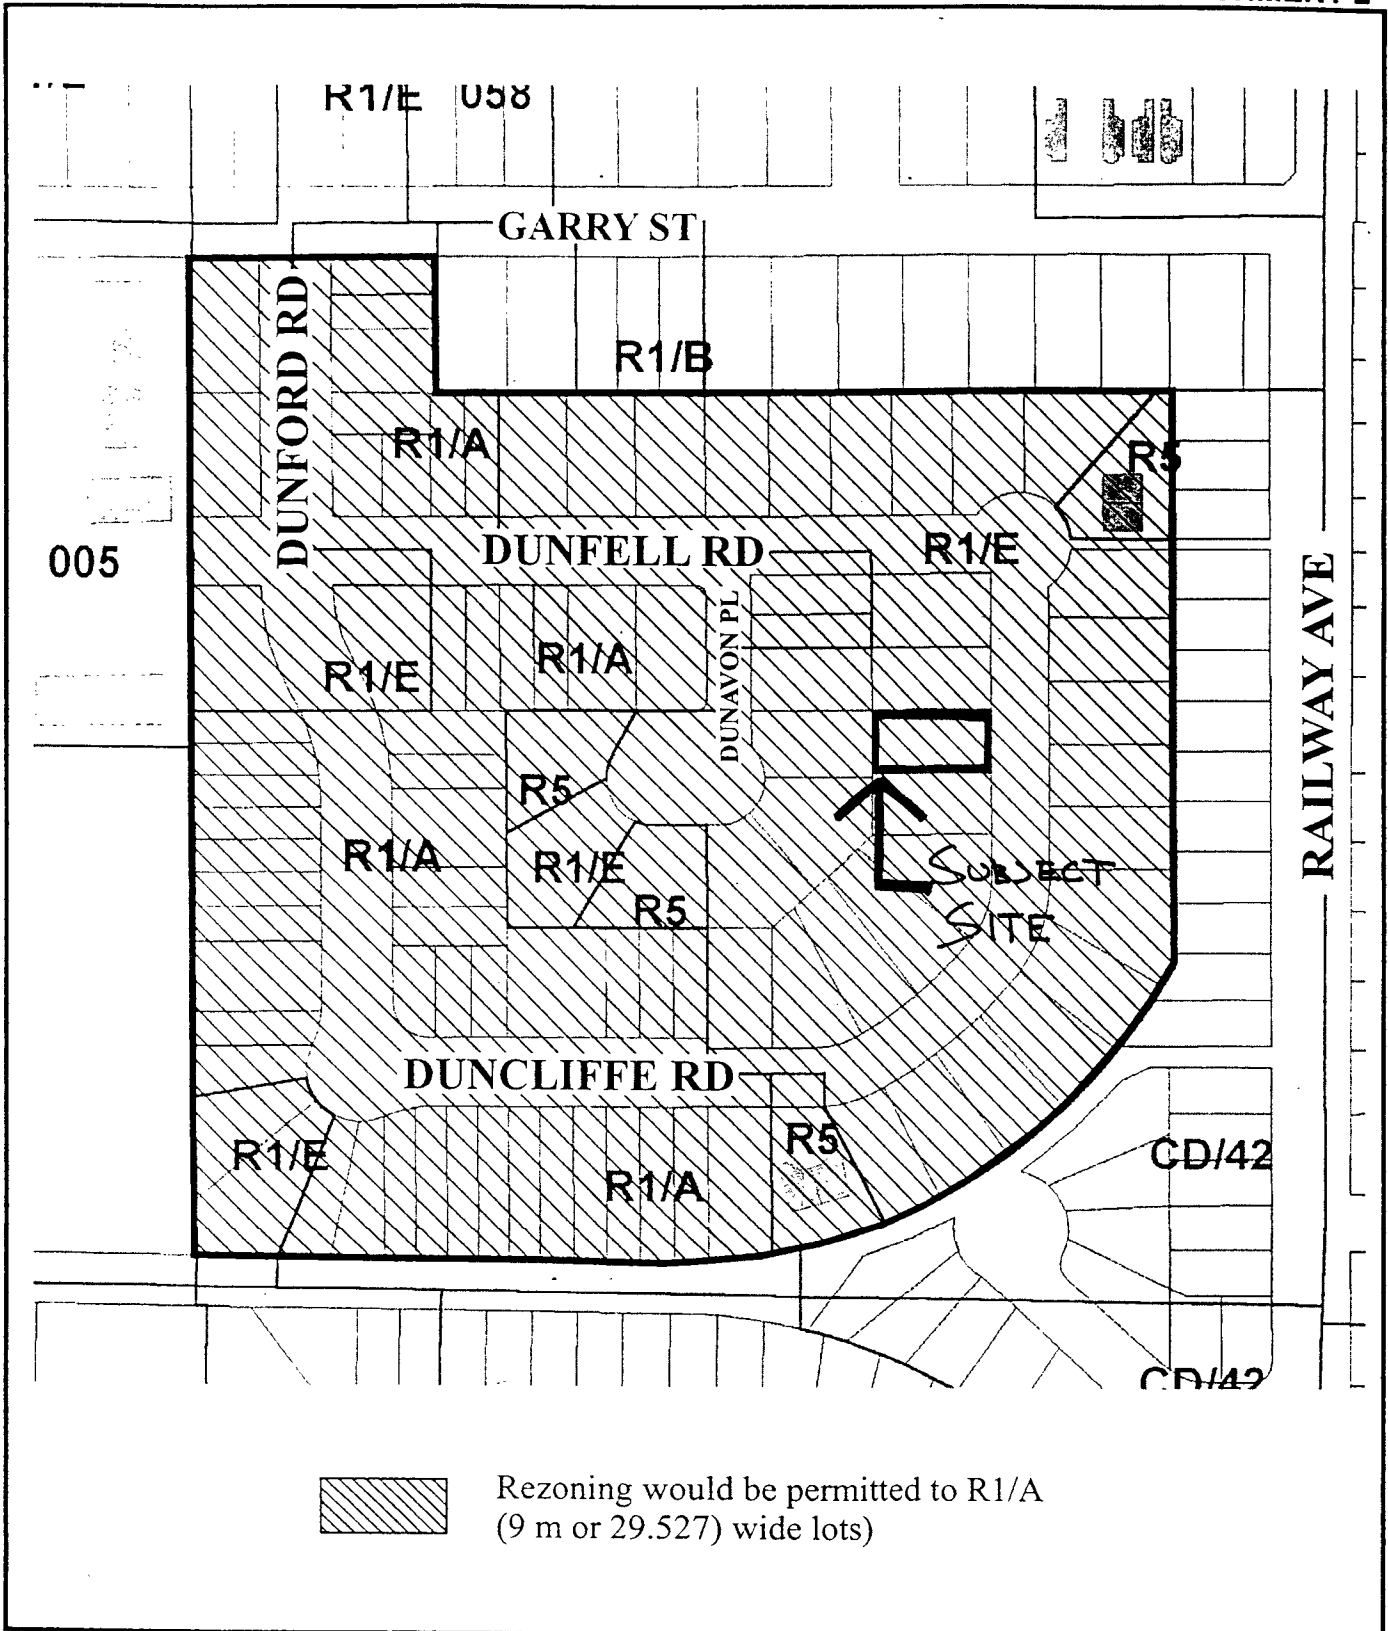 R1/E 058
GARRY ST
DUNFORD RD
R1/B
R1/A
R5
005
DUNFELL RD
R1/E
RAILWAY AVE
DUNAVON PL
R1/A
R1/E
R5
R1/A
R1/E
R5
SUBJECT
SITE
DUNCLIFFE RD
R1/E
R1/A
R5
CD/42
CD/42
Rezoning would be permitted to R1/A
(9 m or 29.527) wide lots)